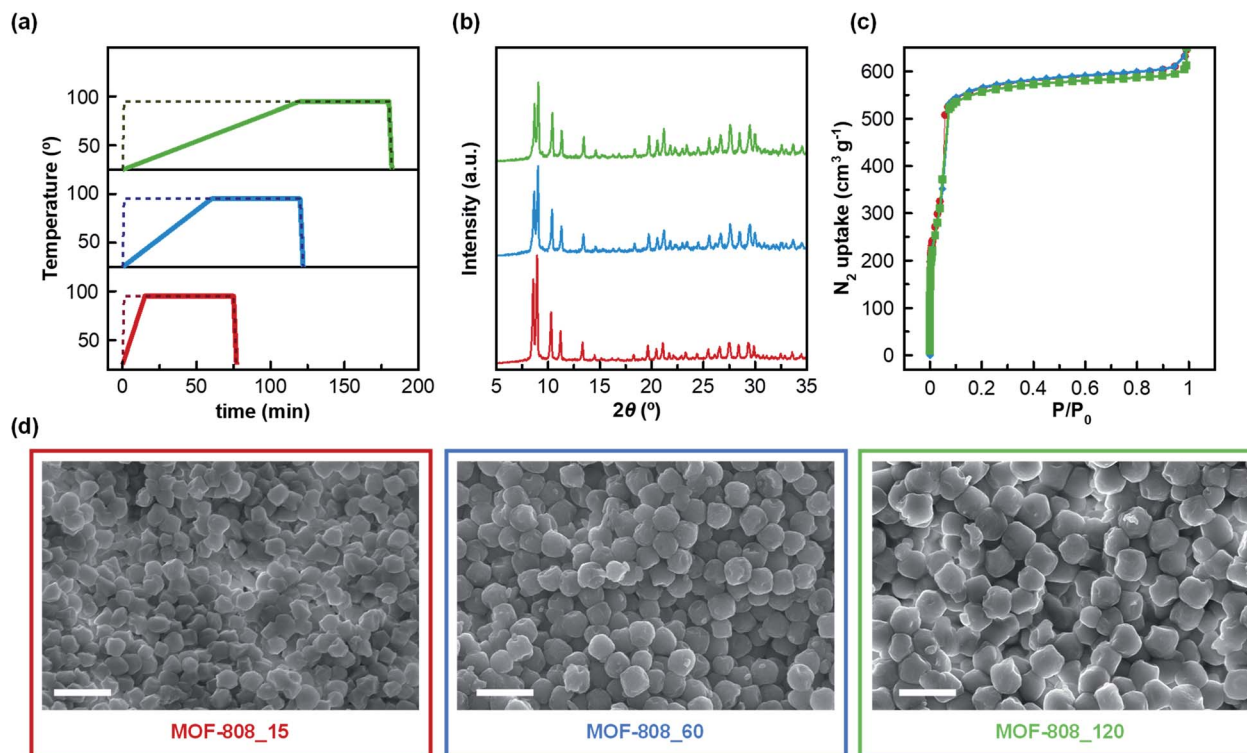 (a)
(b)
(c)
Temperature (º)
100
50
100
50
100
50
0
50
100
150
200
time (min)
Intensity (a.u.)
5
10
15
20
25
30
35
2θ (º)
N₂ uptake (cm³ g⁻¹)
600
500
400
300
200
100
0
0
0.2
0.4
0.6
0.8
1
P/P₀
(d)
MOF-808_15
MOF-808_60
MOF-808_120